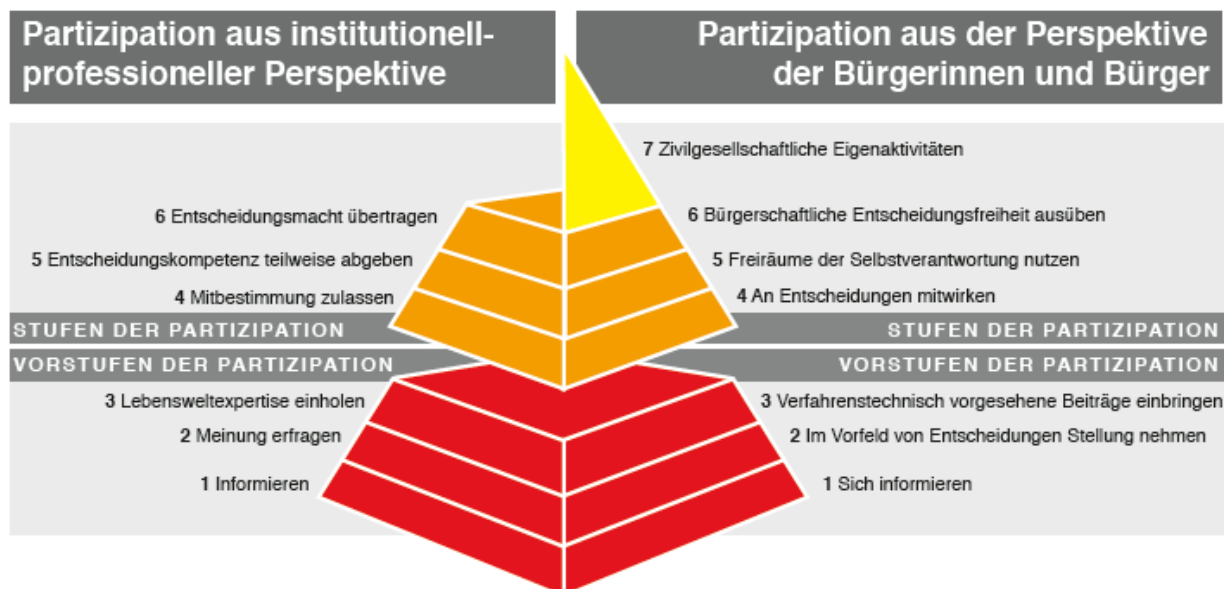 Partizipation aus institutionell-
professioneller Perspektive
Partizipation aus der Perspektive
der Bürgerinnen und Bürger
7 Zivilgesellschaftliche Eigenaktivitäten
6 Entscheidungsmacht übertragen
6 Bürgerschaftliche Entscheidungsfreiheit ausüben
5 Entscheidungskompetenz teilweise abgeben
5 Freiräume der Selbstverantwortung nutzen
4 Mitbestimmung zulassen
4 An Entscheidungen mitwirken
STUFEN DER PARTIZIPATION
STUFEN DER PARTIZIPATION
VORSTUFEN DER PARTIZIPATION
VORSTUFEN DER PARTIZIPATION
3 Lebensweltexpertise einholen
3 Verfahrenstechnisch vorgesehene Beiträge einbringen
2 Meinung erfragen
2 Im Vorfeld von Entscheidungen Stellung nehmen
1 Informieren
1 Sich informieren